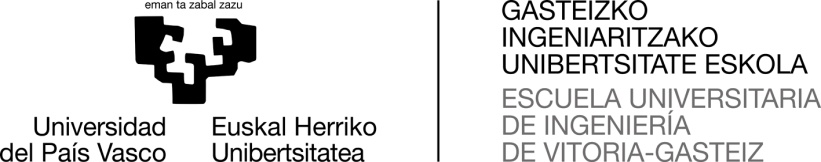 eman ta zabal zazu
Universidad
del País Vasco
Euskal Herriko
Unibertsitatea
GASTEIZKO
INGENIARITZAKO
UNIBERTSITATE ESKOLA
ESCUELA UNIVERSITARIA
DE INGENIERÍA
DE VITORIA-GASTEIZ